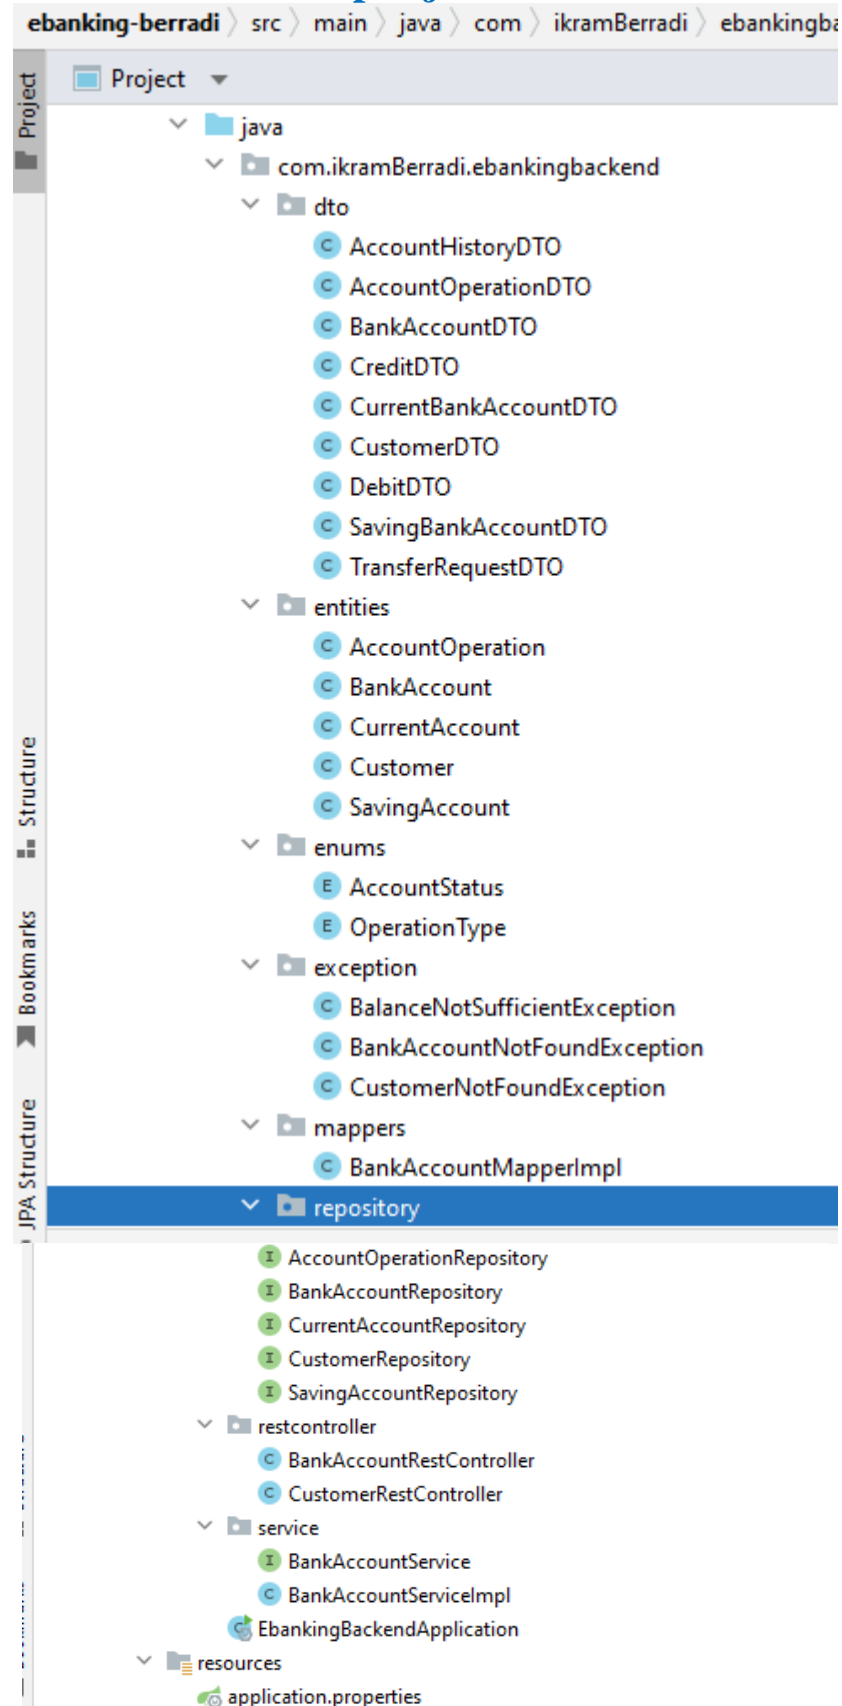 ebanking-berradi 〉 src 〉 main 〉 java 〉 com 〉 ikramBerradi 〉 ebankingba
Project
Project
java
com.ikramBerradi.ebankingbackend
dto
AccountHistoryDTO
AccountOperationDTO
BankAccountDTO
CreditDTO
CurrentBankAccountDTO
CustomerDTO
DebitDTO
SavingBankAccountDTO
TransferRequestDTO
entities
AccountOperation
BankAccount
CurrentAccount
Customer
SavingAccount
Structure
enums
AccountStatus
OperationType
Bookmarks
exception
BalanceNotSufficientException
BankAccountNotFoundException
CustomerNotFoundException
JPA Structure
mappers
BankAccountMapperImpl
repository
AccountOperationRepository
BankAccountRepository
CurrentAccountRepository
CustomerRepository
SavingAccountRepository
restcontroller
BankAccountRestController
CustomerRestController
service
BankAccountService
BankAccountServiceImpl
EbankingBackendApplication
resources
application.properties